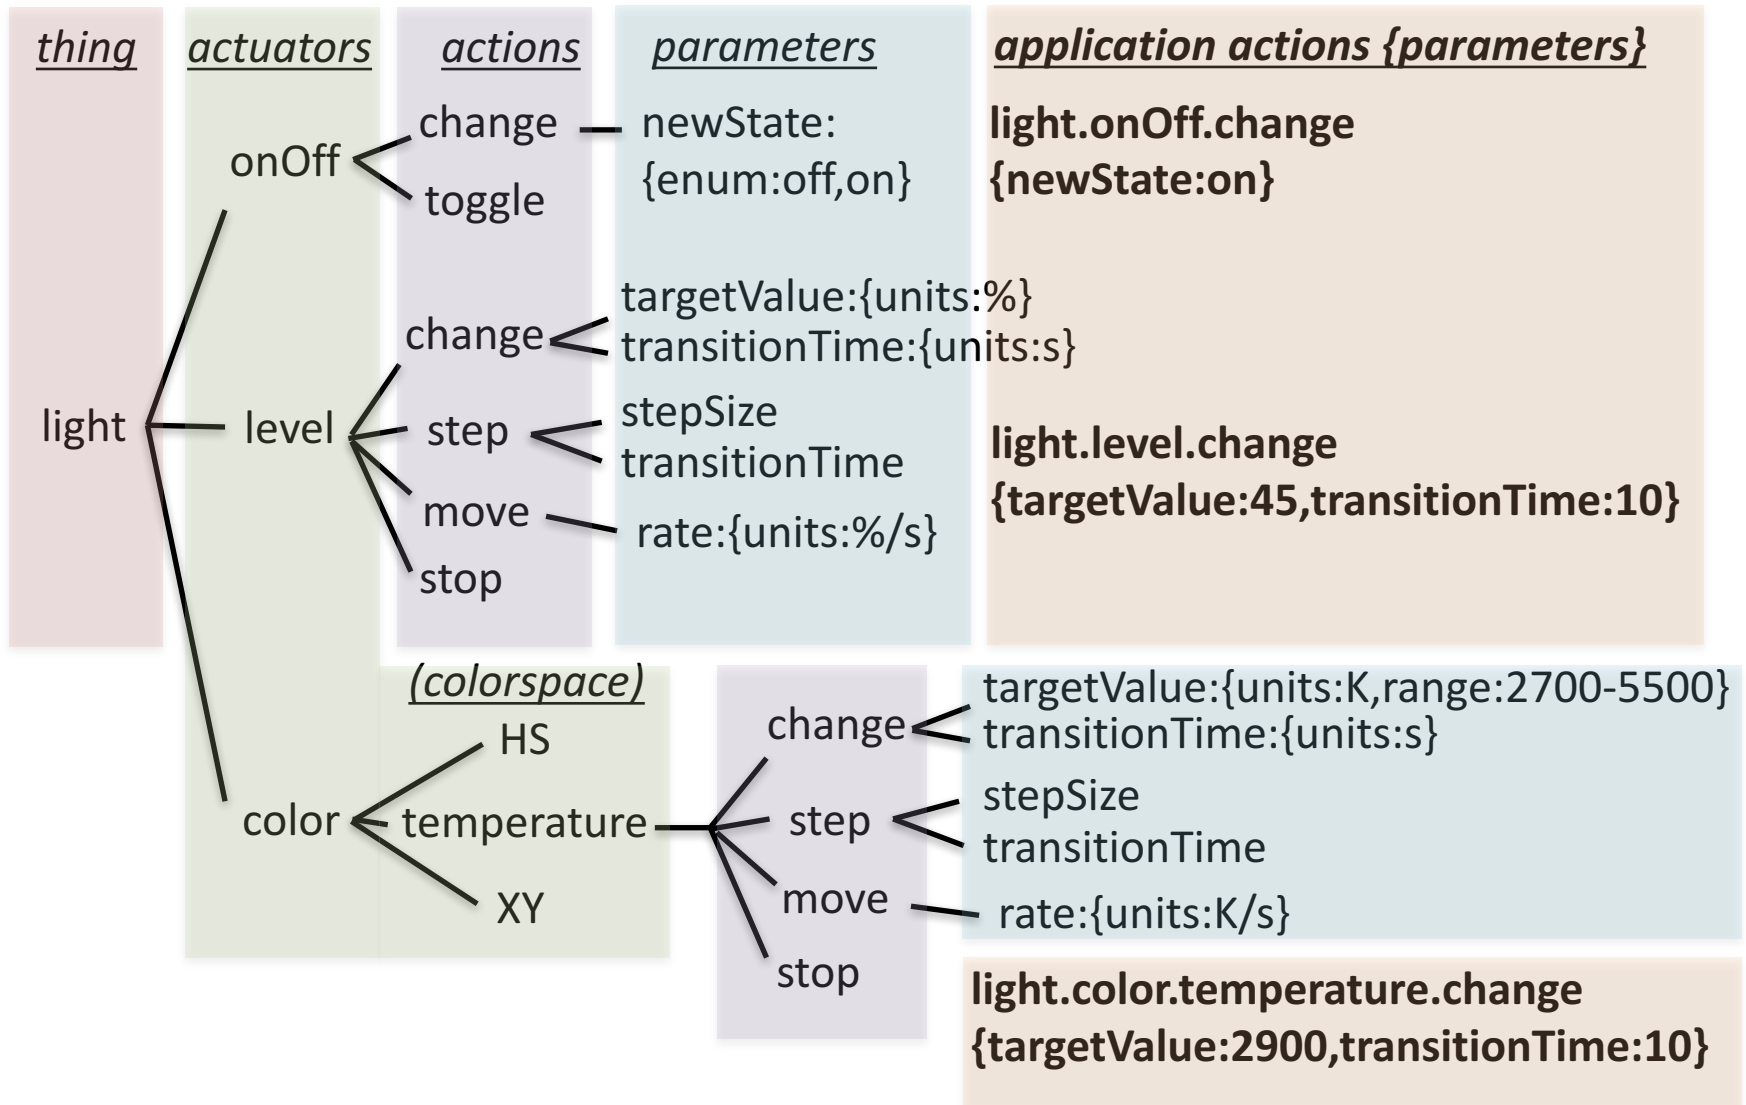 thing
actuators
actions
parameters
application actions {parameters}
light
onOff
change
toggle
newState:
{enum:off,on}
light.onOff.change
{newState:on}
level
change
targetValue:{units:%}
transitionTime:{units:s}
step
stepSize
transitionTime
move
rate:{units:%/s}
stop
light.level.change
{targetValue:45,transitionTime:10}
color
(colorspace)
HS
temperature
XY
change
targetValue:{units:K,range:2700-5500}
transitionTime:{units:s}
step
stepSize
transitionTime
move
rate:{units:K/s}
stop
light.color.temperature.change
{targetValue:2900,transitionTime:10}